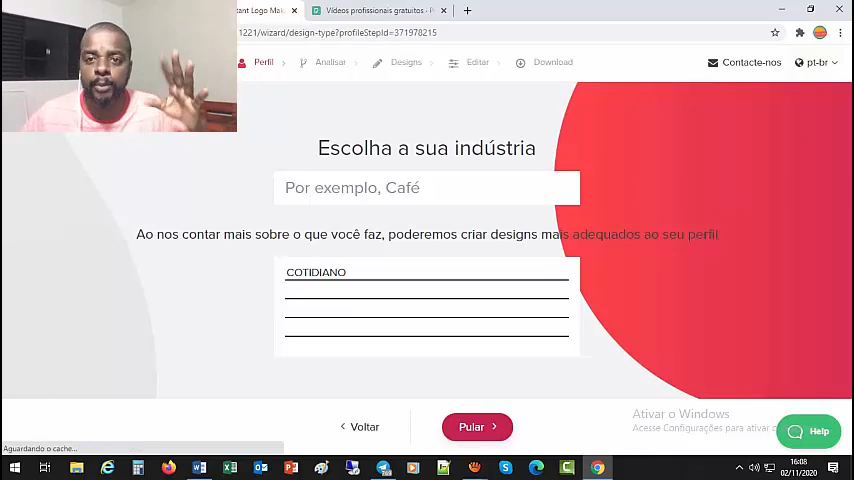 stant Logo Mak
Vídeos profissionais gratuitos - P
1221/wizard/design-type?profileStepId=371978215
Perfil
Analisar
Designs
Editar
Download
Contacte-nos
pt-br
Escolha a sua indústria
Por exemplo, Café
Ao nos contar mais sobre o que você faz, poderemos criar designs mais adequados ao seu perfil
COTIDIANO
Voltar
Pular
Ativar o Windows
Acesse Configurações para ativar o
Help
Aguardando o cache...
16:08
02/11/2020